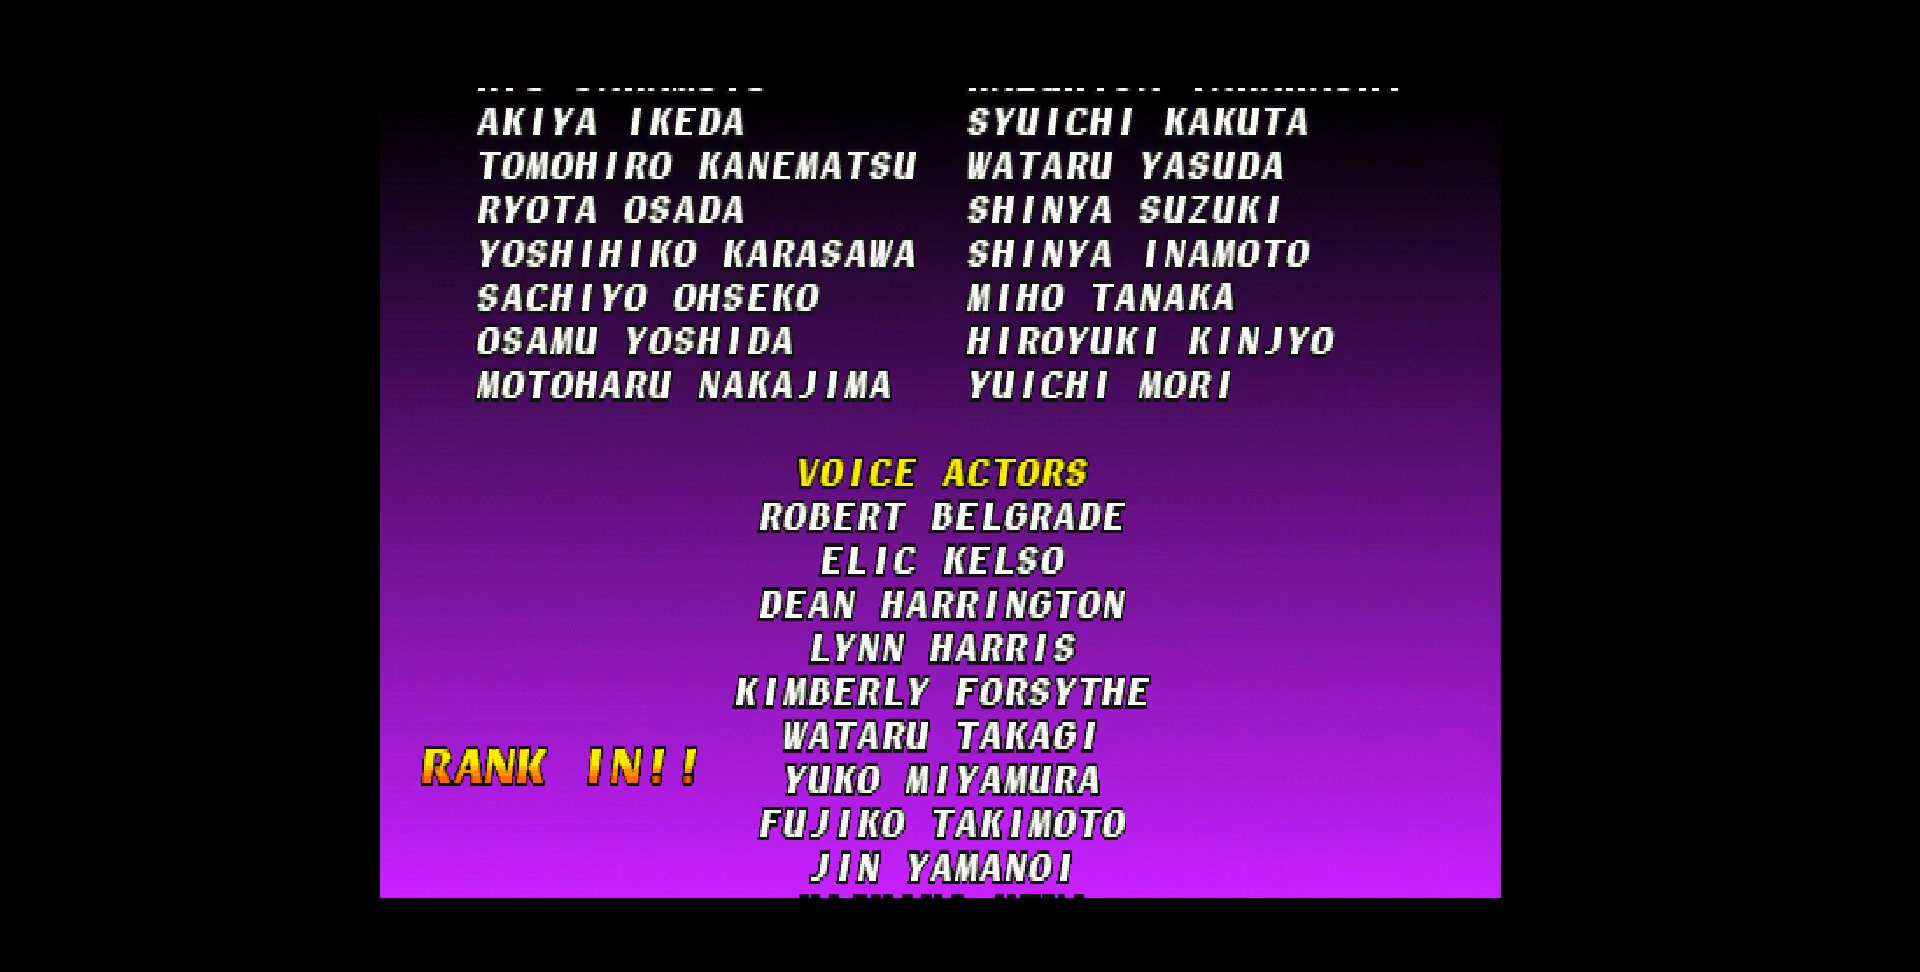 AKIYA IKEDA SYUICHI KAKUTA
TOMOHIRO KANEMATSU WATARU YASUDA
RYOTA OSADA SHINYA SUZUKI
YOSHIHIKO KARASAWA SHINYA INAMOTO
SACHIYO OHSEKO MIHO TANAKA
OSAMU YOSHIDA HIROYUKI KINJYO
MOTOHARU NAKAJIMA YUICHI MORI
VOICE ACTORS
ROBERT BELGRADE
ELIC KELSO
DEAN HARRINGTON
LYNN HARRIS
KIMBERLY FORSYTHE
WATARU TAKAGI
RANK IN!!
YUKO MIYAMURA
FUJIKO TAKIMOTO
JIN YAMANOI